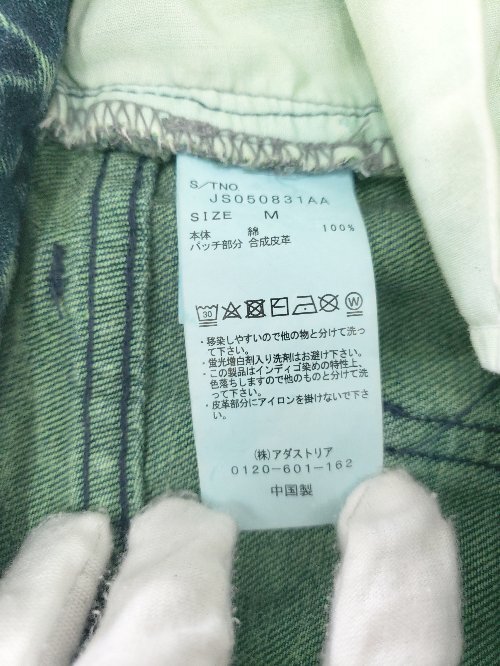 S/TNO.
JS050831AA
SIZE M
本体 綿 100%
パッチ部分 合成皮革
30 W
・移染しやすいので他の物と分けて洗っ
て下さい。
・蛍光増白剤入り洗剤はお避け下さい。
・この製品はインディゴ染めの特性上、
色落ちしますので他のものと分けて洗
って下さい。
・皮革部分にアイロンを掛けないで下さ
い。
(株)アダストリア
0120-601-162
中国製